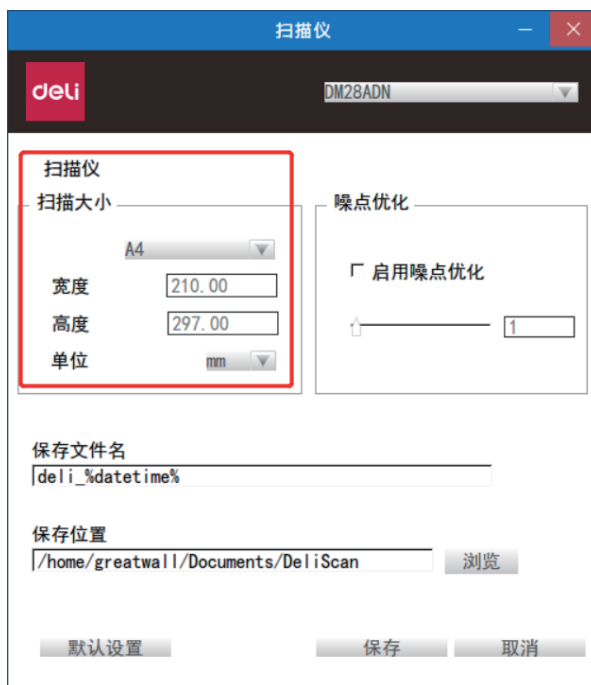 扫描仪
deli
DM28ADN
扫描仪
扫描大小
A4
宽度 210.00
高度 297.00
单位 mm
噪点优化
启用噪点优化
1
保存文件名
deli_%datetime%
保存位置
/home/greatwall/Documents/DeliScan
浏览
默认设置 保存 取消